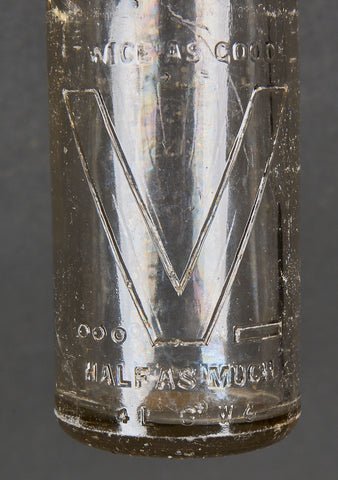 TWICE AS GOOD
V
HALF AS MUCH